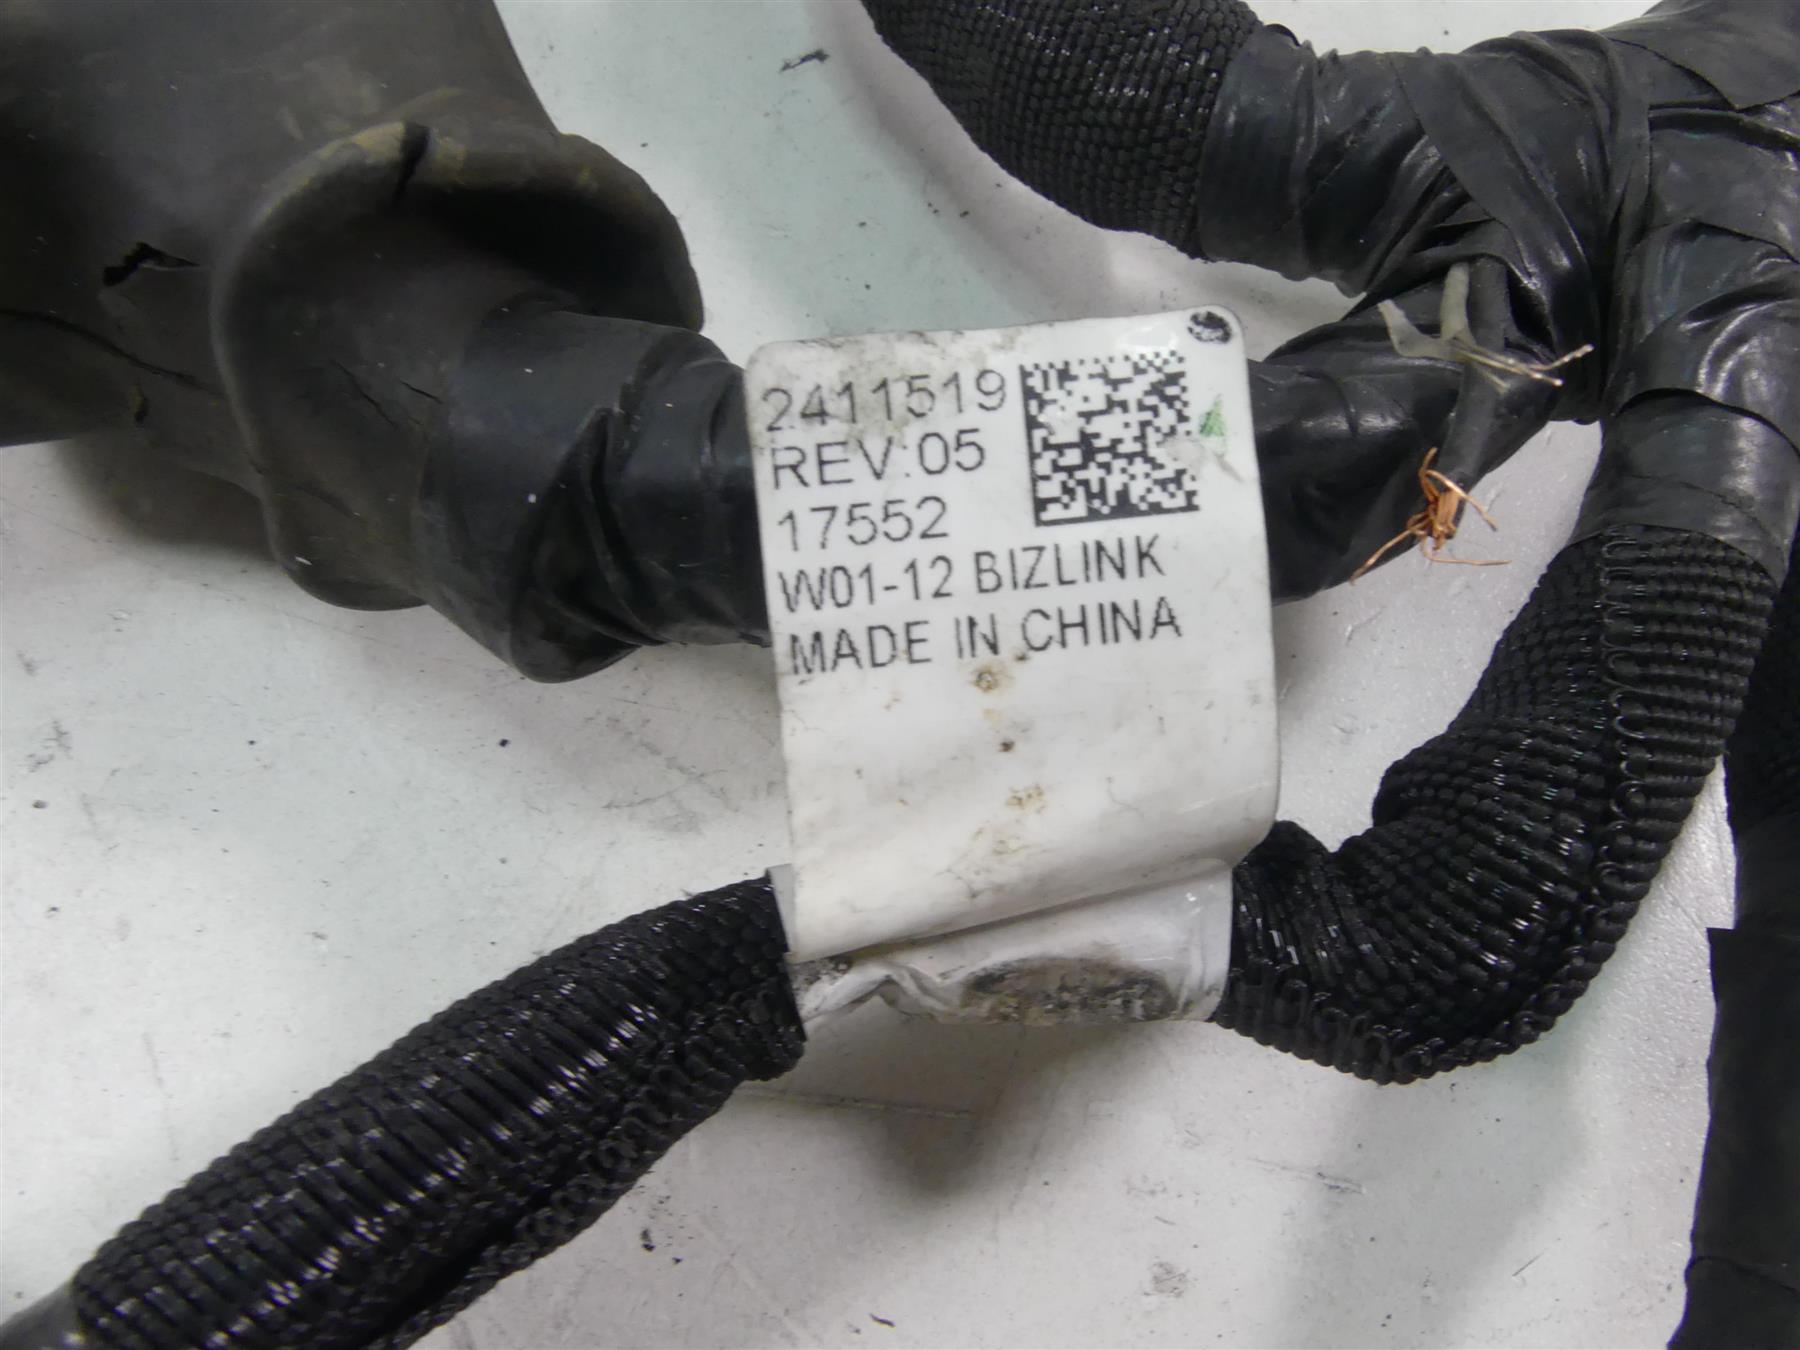 2411519
REV:05
17552
W01-12 BIZLINK
MADE IN CHINA